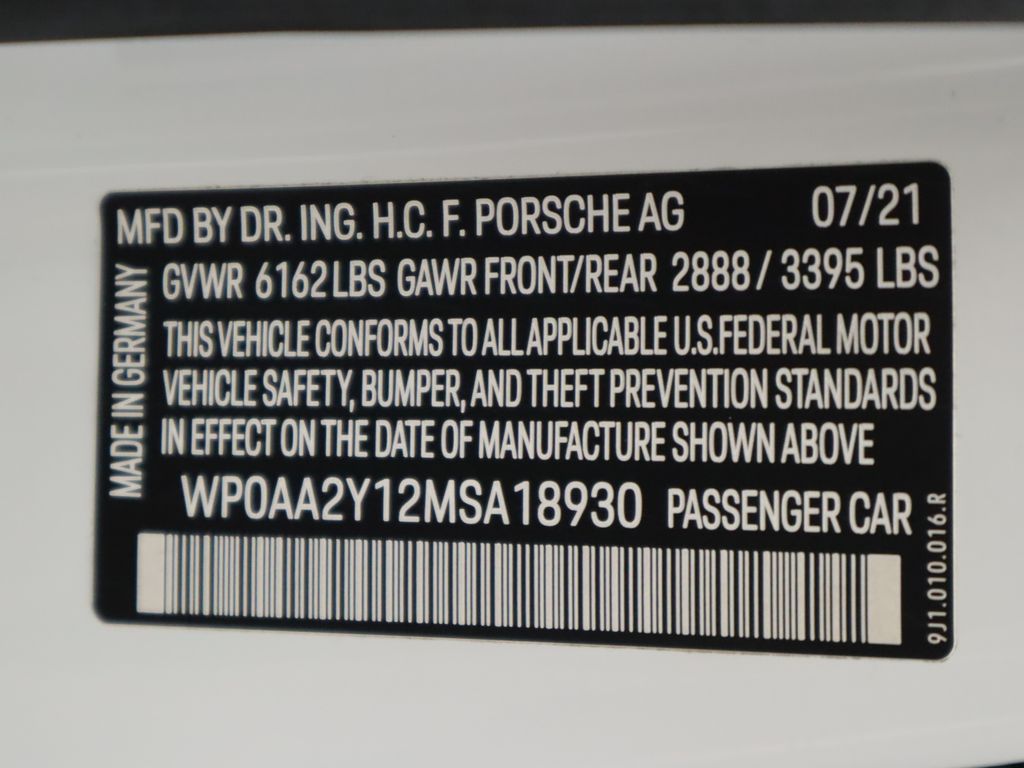 MFD BY DR. ING. H.C. F. PORSCHE AG 07/21
GVWR 6162 LBS GAWR FRONT/REAR 2888 / 3395 LBS
THIS VEHICLE CONFORMS TO ALL APPLICABLE U.S.FEDERAL MOTOR
VEHICLE SAFETY, BUMPER, AND THEFT PREVENTION STANDARDS
IN EFFECT ON THE DATE OF MANUFACTURE SHOWN ABOVE
WP0AA2Y12MSA18930 PASSENGER CAR
MADE IN GERMANY
9J1.010.016.R